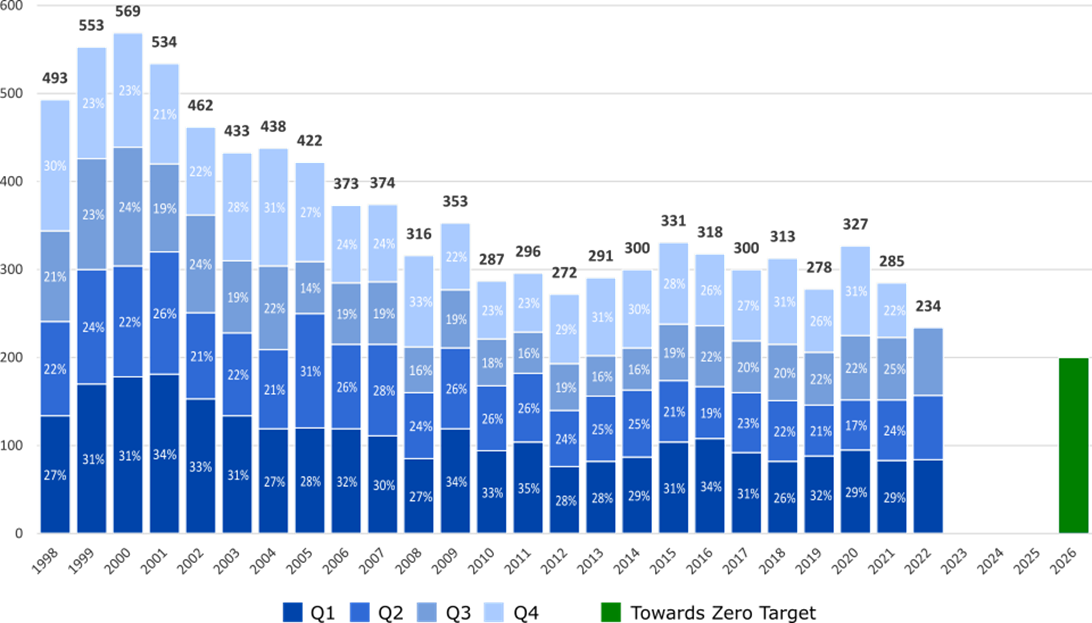 600
500
400
300
200
100
0
493 553 569 534 462 433 438 422 373 374 316 353 287 296 272 291 300 331 318 300 313 278 327 285 234
30% 23% 23% 21% 22% 28% 31% 27% 24% 24% 33% 22% 23% 23% 29% 31% 30% 28% 26% 27% 31% 26% 31% 22%
21% 23% 24% 19% 24% 19% 22% 14% 19% 19% 16% 19% 18% 16% 19% 16% 16% 19% 22% 20% 20% 22% 22% 25%
22% 24% 22% 26% 21% 22% 21% 31% 26% 28% 24% 26% 26% 26% 24% 25% 25% 21% 19% 23% 22% 21% 17% 24%
27% 31% 31% 34% 33% 31% 27% 28% 32% 30% 27% 34% 33% 35% 28% 28% 29% 31% 34% 31% 26% 32% 29% 29%
1998 1999 2000 2001 2002 2003 2004 2005 2006 2007 2008 2009 2010 2011 2012 2013 2014 2015 2016 2017 2018 2019 2020 2021 2022 2023 2024 2025 2026
Q1 Q2 Q3 Q4 Towards Zero Target